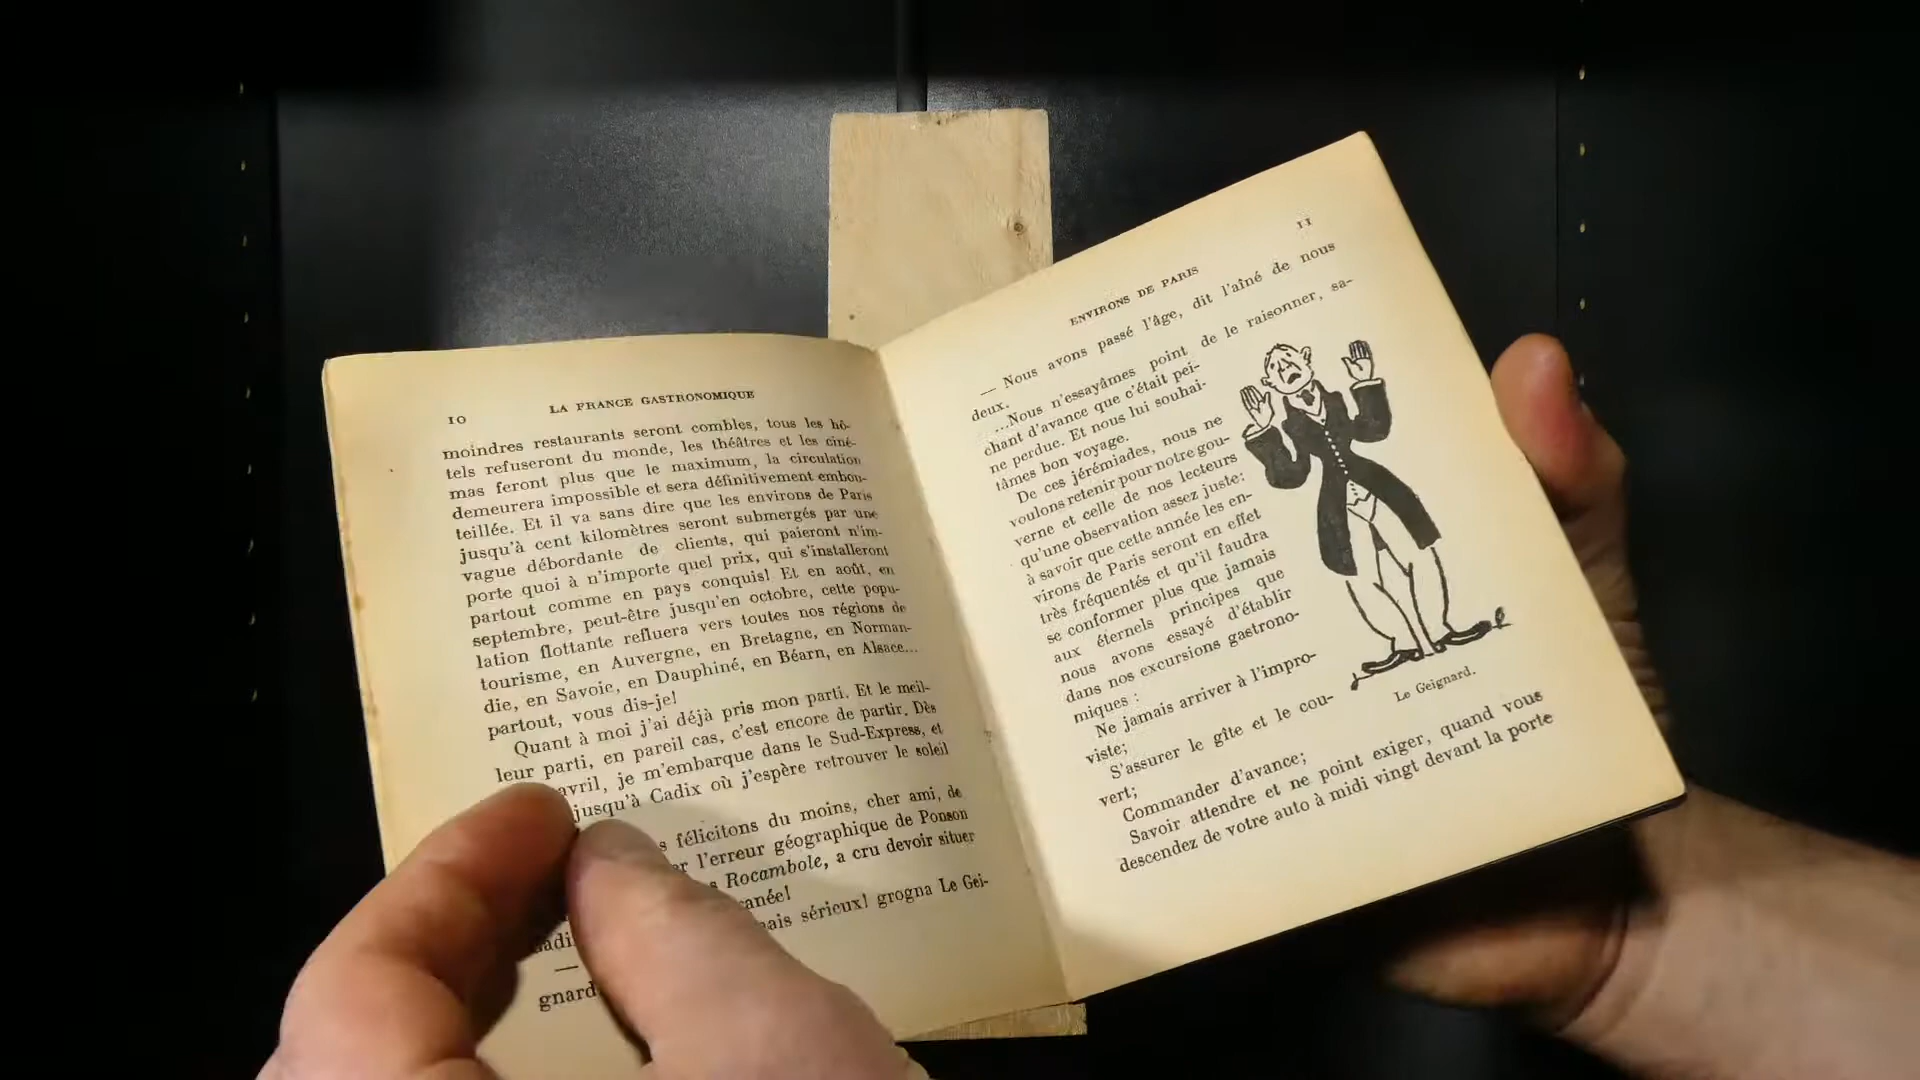 10
LA FRANCE GASTRONOMIQUE
moindres restaurants seront combles, tous les hô-
tels refuseront du monde, les théâtres et les ciné-
mas feront plus que le maximum, la circulation
demeurera impossible et sera définitivement embou-
teillée. Et il va sans dire que les environs de Paris
jusqu'à cent kilomètres seront submergés par une
vague débordante de clients, qui paieront n'im-
porte quoi à n'importe quel prix, qui s'installeront
partout comme en pays conquis! Et en août, en
septembre, peut-être jusqu'en octobre, cette popu-
lation flottante refluera vers toutes nos régions de
tourisme, en Auvergne, en Bretagne, en Norman-
die, en Savoie, en Dauphiné, en Béarn, en Alsace...
partout, vous dis-je!
Quant à moi j'ai déjà pris mon parti. Et le meil-
leur parti, en pareil cas, c'est encore de partir. Dès
avril, je m'embarque dans le Sud-Express, et
jusqu'à Cadix où j'espère retrouver le soleil
félicitons du moins, cher ami, de
l'erreur géographique de Ponson
Rocambole, a cru devoir situer
sérieux! grogna Le Gei-
—
gnard
11
ENVIRONS DE PARIS
— Nous avons passé l'âge, dit l'aîné de nous
deux.
...Nous n'essayâmes point de le raisonner, sa-
chant d'avance que c'était pei-
ne perdue. Et nous lui souhai-
tâmes bon voyage.
De ces jérémiades, nous ne
voulons retenir pour notre gou-
verne et celle de nos lecteurs
qu'une observation assez juste:
à savoir que cette année les en-
virons de Paris seront en effet
très fréquentés et qu'il faudra
se conformer plus que jamais
aux éternels principes que
nous avons essayé d'établir
dans nos excursions gastrono-
miques :
Ne jamais arriver à l'impro-
viste;
S'assurer le gîte et le cou-
vert;
Commander d'avance;
Savoir attendre et ne point exiger, quand vous
descendez de votre auto à midi vingt devant la porte
Le Geignard.